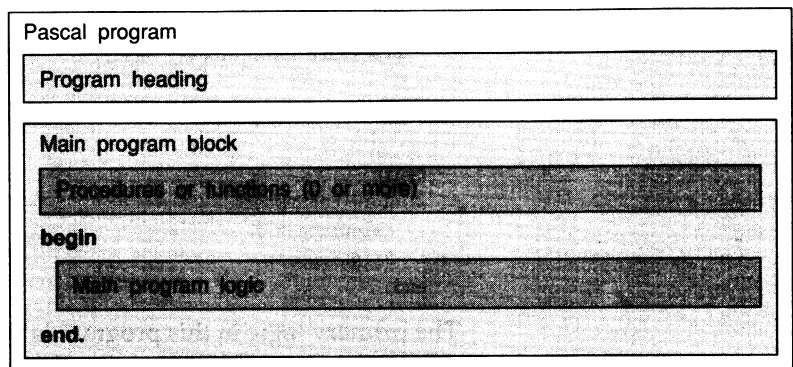 Pascal program
Program heading
Main program block
Procedures or functions (0 or more)
begin
Main program logic
end.